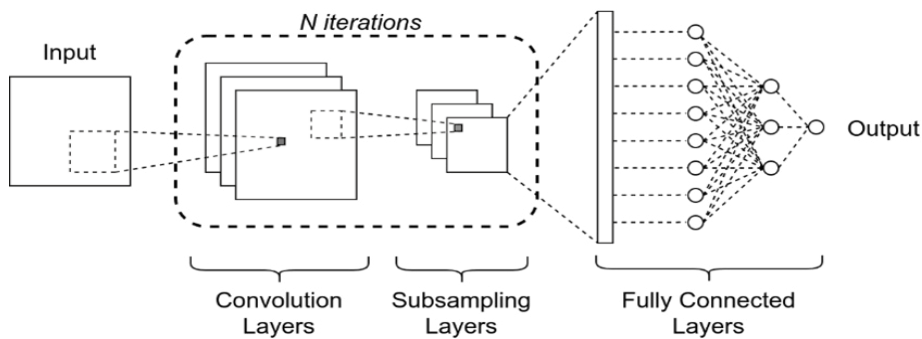 N iterations
Input
Output
Convolution
Layers
Subsampling
Layers
Fully Connected
Layers